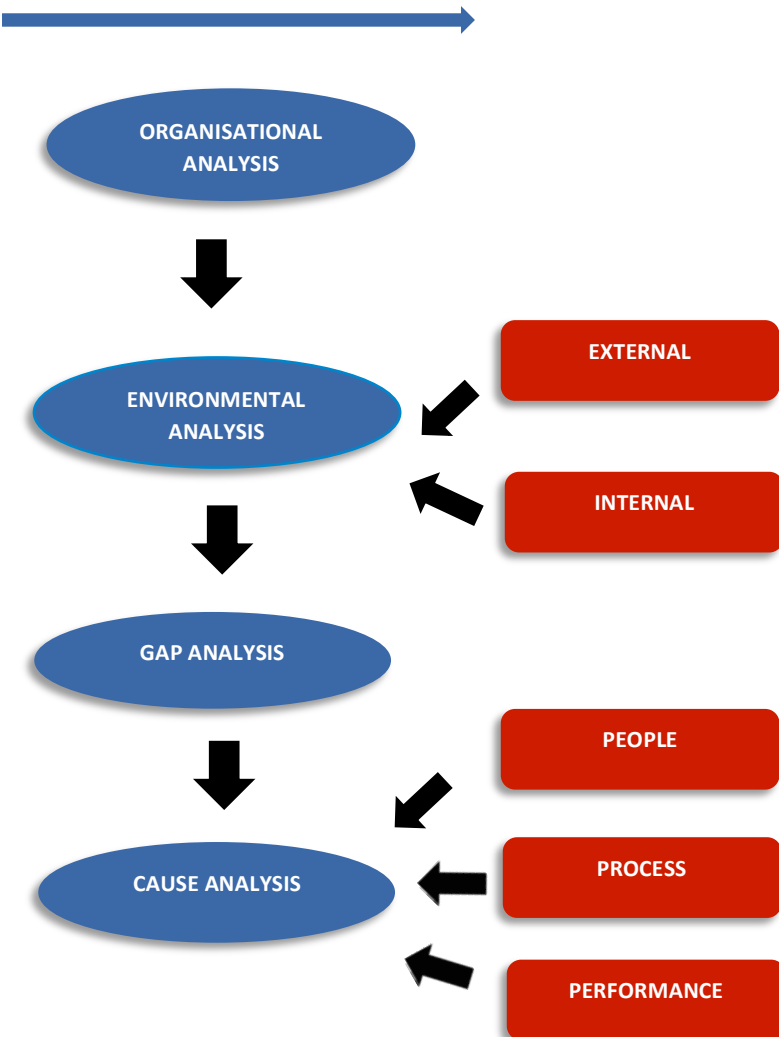 ORGANISATIONAL
ANALYSIS
EXTERNAL
ENVIRONMENTAL
ANALYSIS
INTERNAL
GAP ANALYSIS
PEOPLE
PROCESS
CAUSE ANALYSIS
PERFORMANCE